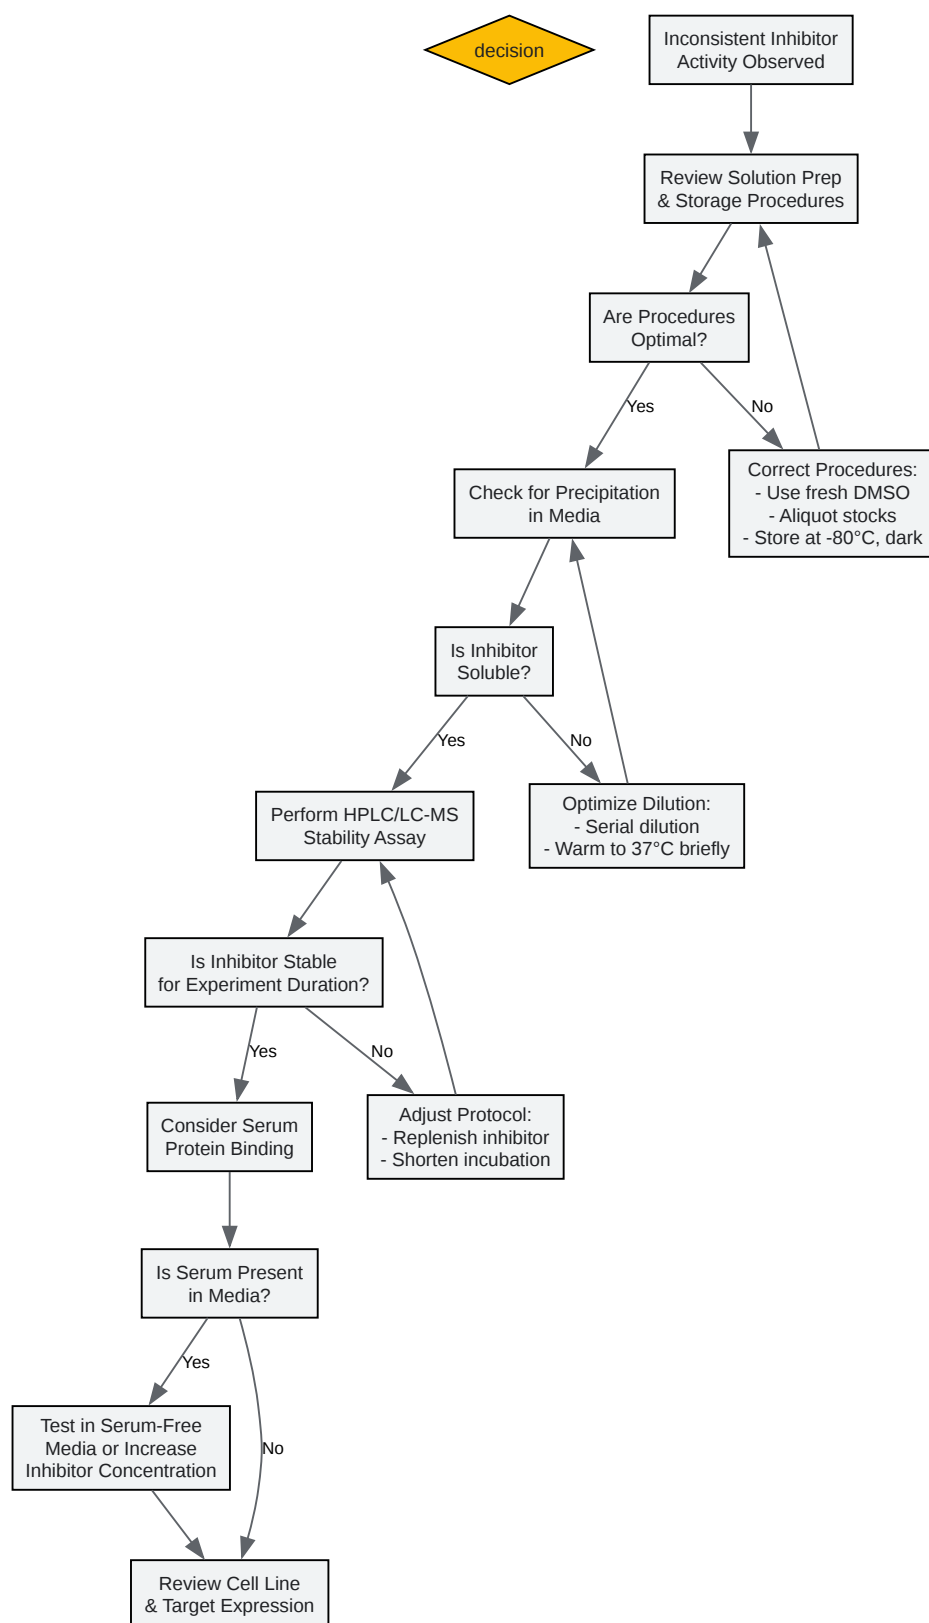 decision
Inconsistent Inhibitor
Activity Observed
Review Solution Prep
& Storage Procedures
Are Procedures
Optimal?
Yes
No
Correct Procedures:
- Use fresh DMSO
- Aliquot stocks
- Store at -80°C, dark
Check for Precipitation
in Media
Is Inhibitor
Soluble?
Yes
No
Optimize Dilution:
- Serial dilution
- Warm to 37°C briefly
Perform HPLC/LC-MS
Stability Assay
Is Inhibitor Stable
for Experiment Duration?
Yes
No
Adjust Protocol:
- Replenish inhibitor
- Shorten incubation
Consider Serum
Protein Binding
Is Serum Present
in Media?
Yes
No
Test in Serum-Free
Media or Increase
Inhibitor Concentration
Review Cell Line
& Target Expression